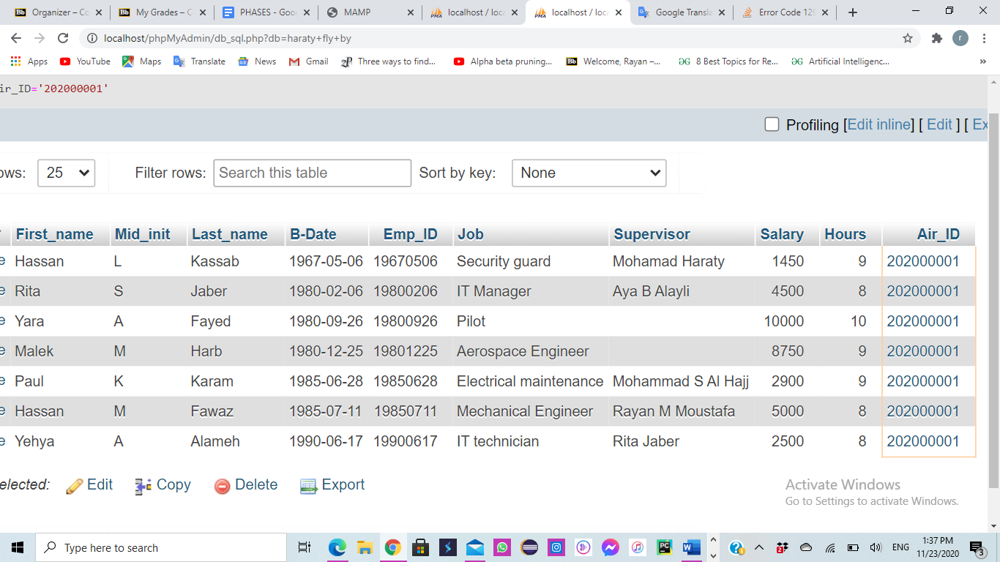 Organizer – Co
My Grades – C
PHASES - Goo
MAMP
localhost / loca
localhost / loca
Google Transla
Error Code 129
localhost/phpMyAdmin/db_sql.php?db=haraty+fly+by
r
Apps YouTube Maps Translate News Gmail Three ways to find... Alpha beta pruning... Welcome, Rayan –... 8 Best Topics for Re... Artificial Intelligenc... »
ir_ID='202000001'
Profiling [Edit inline] [ Edit ] [ Ex
ows: 25 Filter rows: Search this table Sort by key: None
First_name Mid_init Last_name B-Date Emp_ID Job Supervisor Salary Hours Air_ID
e Hassan L Kassab 1967-05-06 19670506 Security guard Mohamad Haraty 1450 9 202000001
e Rita S Jaber 1980-02-06 19800206 IT Manager Aya B Alayli 4500 8 202000001
e Yara A Fayed 1980-09-26 19800926 Pilot 10000 10 202000001
e Malek M Harb 1980-12-25 19801225 Aerospace Engineer 8750 9 202000001
e Paul K Karam 1985-06-28 19850628 Electrical maintenance Mohammad S Al Hajj 2900 9 202000001
e Hassan M Fawaz 1985-07-11 19850711 Mechanical Engineer Rayan M Moustafa 5000 8 202000001
e Yehya A Alameh 1990-06-17 19900617 IT technician Rita Jaber 2500 8 202000001
elected: Edit Copy Delete Export
Activate Windows
Go to Settings to activate Windows.
Type here to search
ENG
1:37 PM
11/23/2020
3